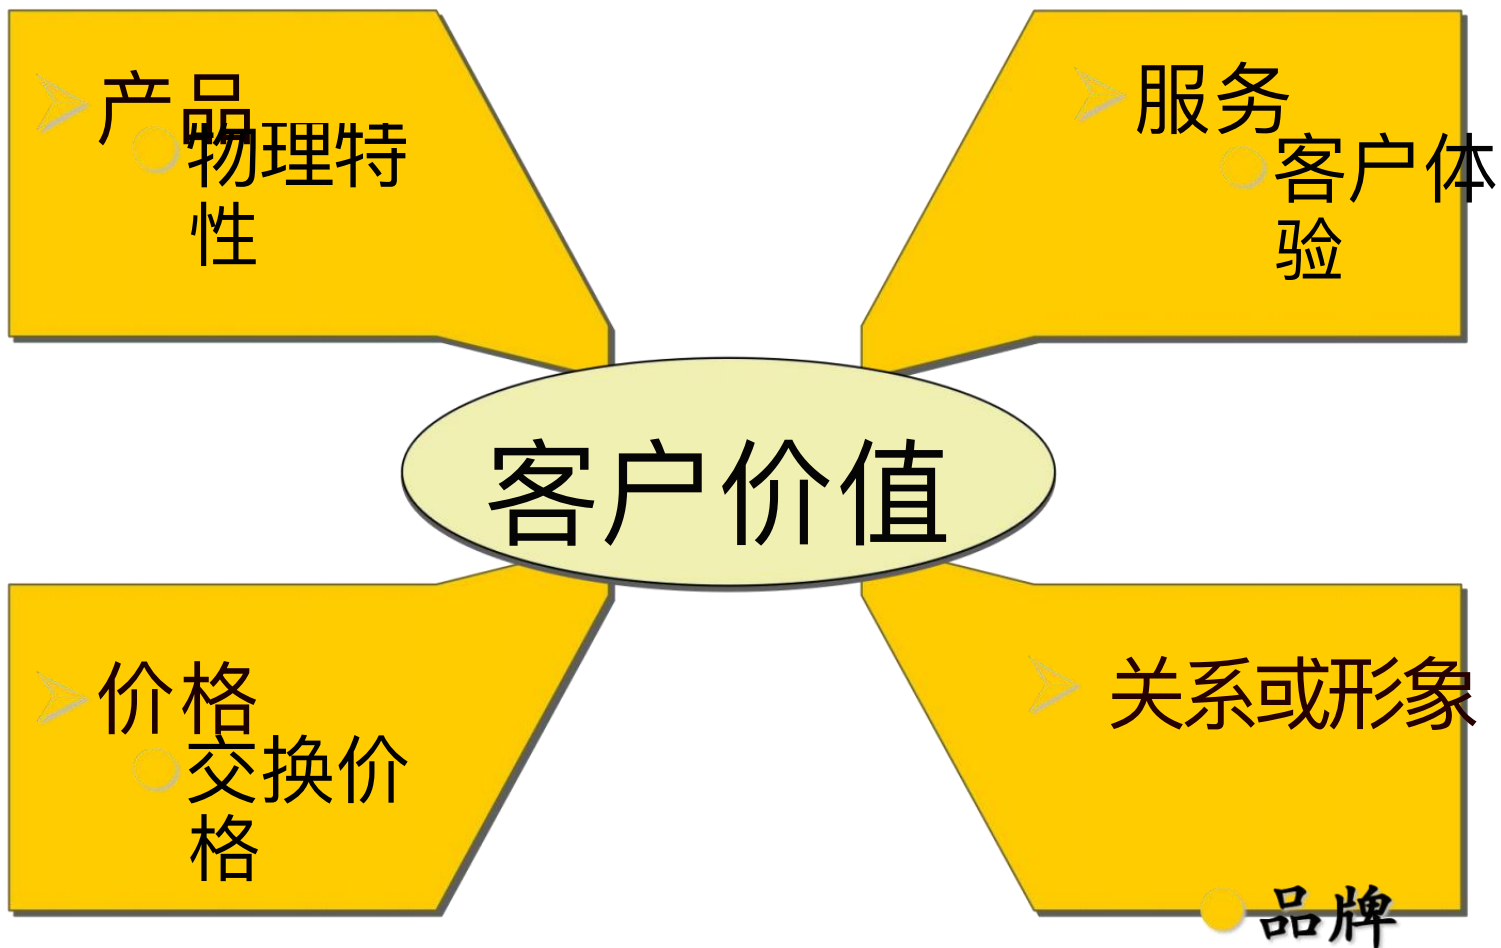 产品
物理特
性
服务
客户体
验
客户价值
价格
交换价
格
关系或形象
品牌